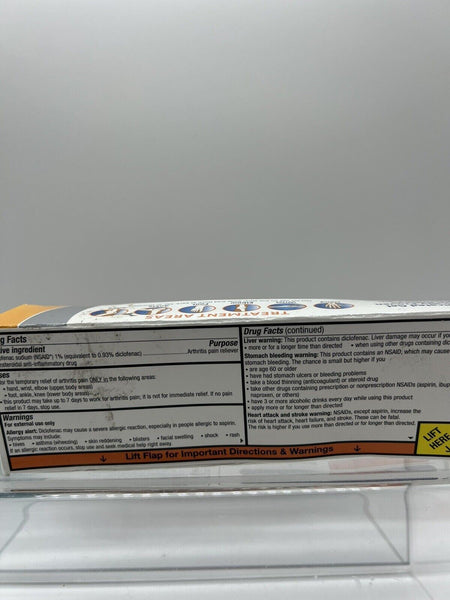 TREATMENT AREAS
g Facts
ive ingredient
Purpose
ofenac sodium (NSAID*) 1% (equivalent to 0.93% diclofenac)
Arthritis pain reliever
steroidal anti-inflammatory drug
ses
for the temporary relief of arthritis pain ONLY in the following areas:
• hand, wrist, elbow (upper body areas)
• foot, ankle, knee (lower body areas)
this product may take up to 7 days to work for arthritis pain; it is not for immediate relief. If no pain
relief in 7 days, stop use.
Warnings
For external use only
Allergy alert: Diclofenac may cause a severe allergic reaction, especially in people allergic to aspirin.
Symptoms may include:
• hives • asthma (wheezing) • skin reddening • blisters • facial swelling • shock • rash
If an allergic reaction occurs, stop use and seek medical help right away.
Drug Facts (continued)
Liver warning: This product contains diclofenac. Liver damage may occur if you
• more or for a longer time than directed • when using other drugs containing diclo
Stomach bleeding warning: This product contains an NSAID, which may cause
stomach bleeding. The chance is small but higher if you
• are age 60 or older
• have had stomach ulcers or bleeding problems
• take a blood thinning (anticoagulant) or steroid drug
• take other drugs containing prescription or nonprescription NSAIDs (aspirin, ibup
naproxen, or others)
• have 3 or more alcoholic drinks every day while using this product
• apply more or for longer than directed
Heart attack and stroke warning: NSAIDs, except aspirin, increase the
risk of heart attack, heart failure, and stroke. These can be fatal.
The risk is higher if you use more than directed or for longer than directed.
LIFT
HERE
↓ Lift Flap for Important Directions & Warnings ↓